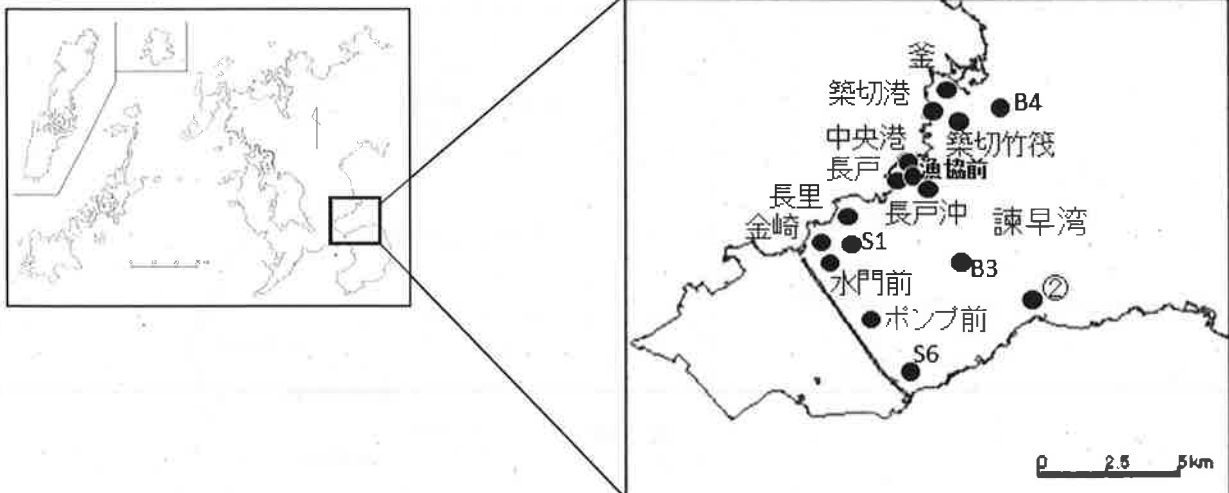 釜
築切港
B4
築切竹筏
中央港
漁協前
長戸
長戸沖
長里
諫早湾
金崎
S1
B3
水門前
②
ポンプ前
S6
0 2.5 5km